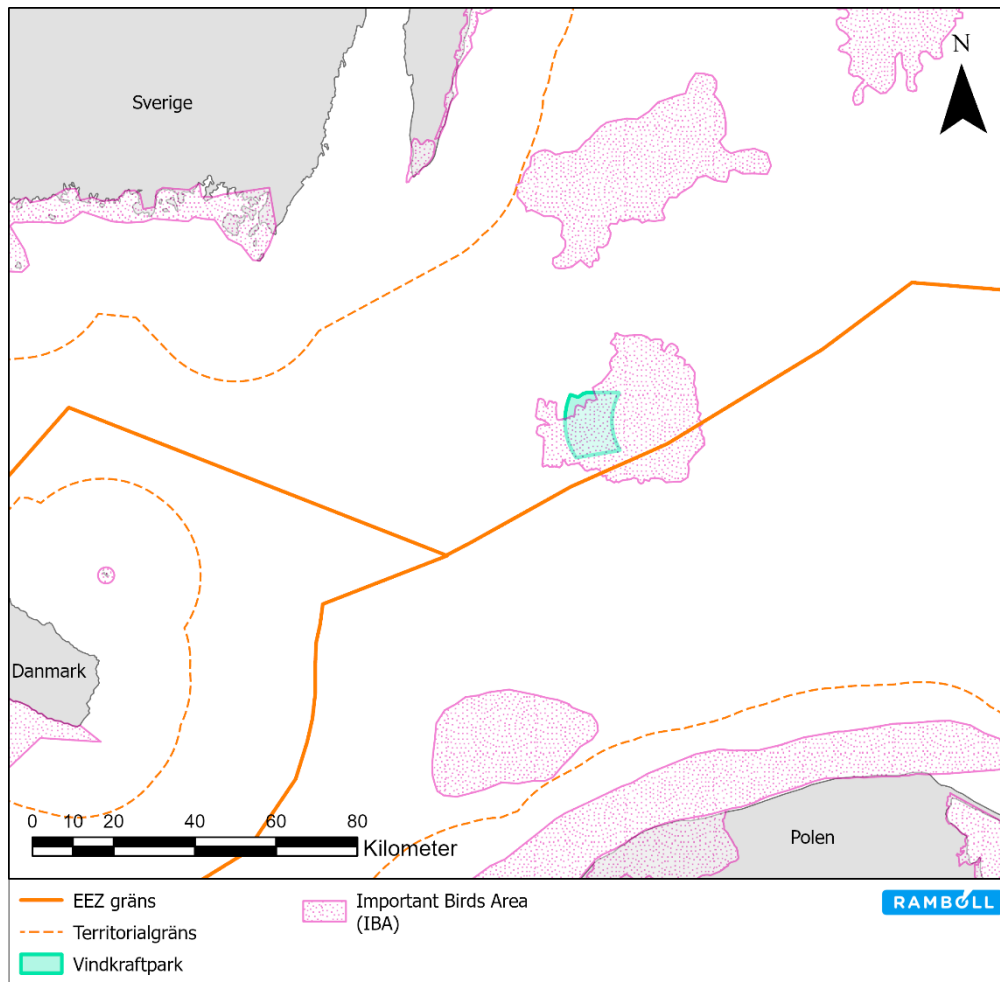 Sverige
N
Danmark
0 10 20 40 60 80
Kilometer
Polen
EEZ gräns
Territorialgräns
Vindkraftpark
Important Birds Area
(IBA)
RAMBOLL